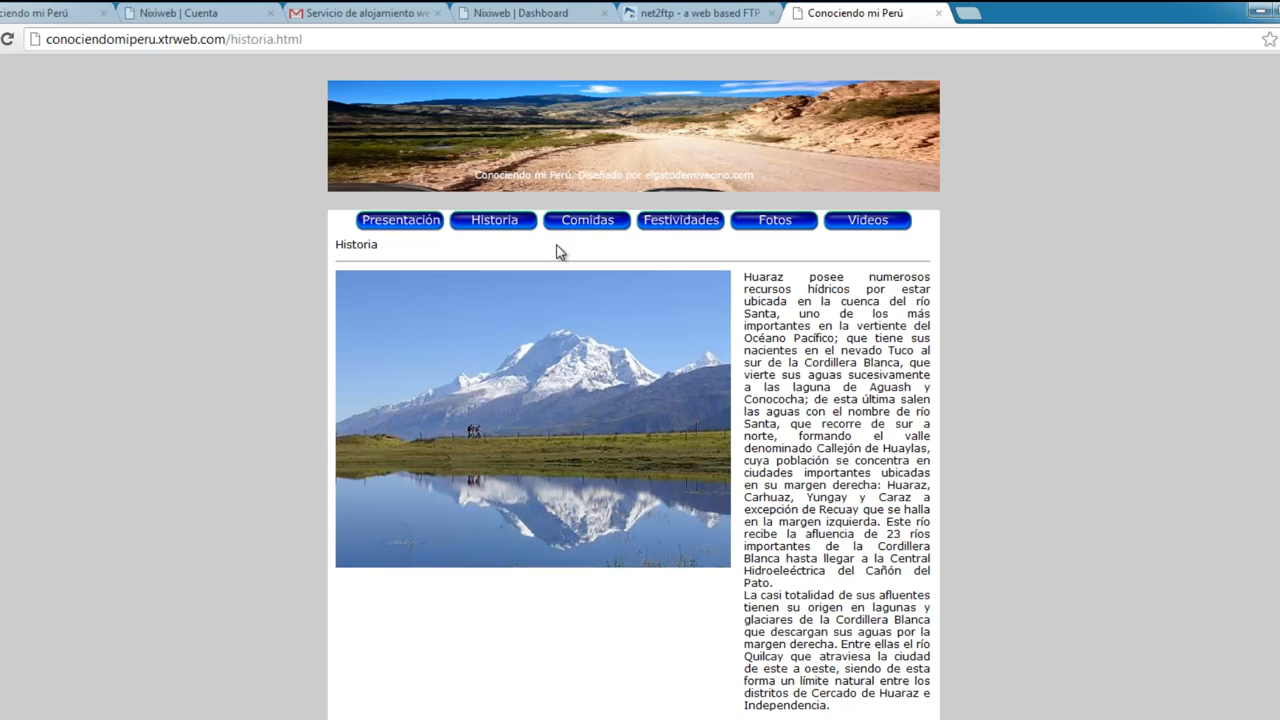 ciendo mi Perú
Nixiweb | Cuenta
Servicio de alojamiento we
Nixiweb | Dashboard
net2ftp - a web based FTP
Conociendo mi Perú
conociendomiperu.xtrweb.com/historia.html
Conociendo mi Perú. Diseñado por elgatodemivecino.com
Presentación Historia Comidas Festividades Fotos Videos
Historia
Huaraz posee numerosos
recursos hídricos por estar
ubicada en la cuenca del río
Santa, uno de los más
importantes en la vertiente del
Océano Pacífico; que tiene sus
nacientes en el nevado Tuco al
sur de la Cordillera Blanca, que
vierte sus aguas sucesivamente
a las laguna de Aguash y
Conococha; de esta última salen
las aguas con el nombre de río
Santa, que recorre de sur a
norte, formando el valle
denominado Callejón de Huaylas,
cuya población se concentra en
ciudades importantes ubicadas
en su margen derecha: Huaraz,
Carhuaz, Yungay y Caraz a
excepción de Recuay que se halla
en la margen izquierda. Este río
recibe la afluencia de 23 ríos
importantes de la Cordillera
Blanca hasta llegar a la Central
Hidroeleéctrica del Cañón del
Pato.
La casi totalidad de sus afluentes
tienen su origen en lagunas y
glaciares de la Cordillera Blanca
que descargan sus aguas por la
margen derecha. Entre ellas el río
Quilcay que atraviesa la ciudad
de este a oeste, siendo de esta
forma un límite natural entre los
distritos de Cercado de Huaraz e
Independencia.